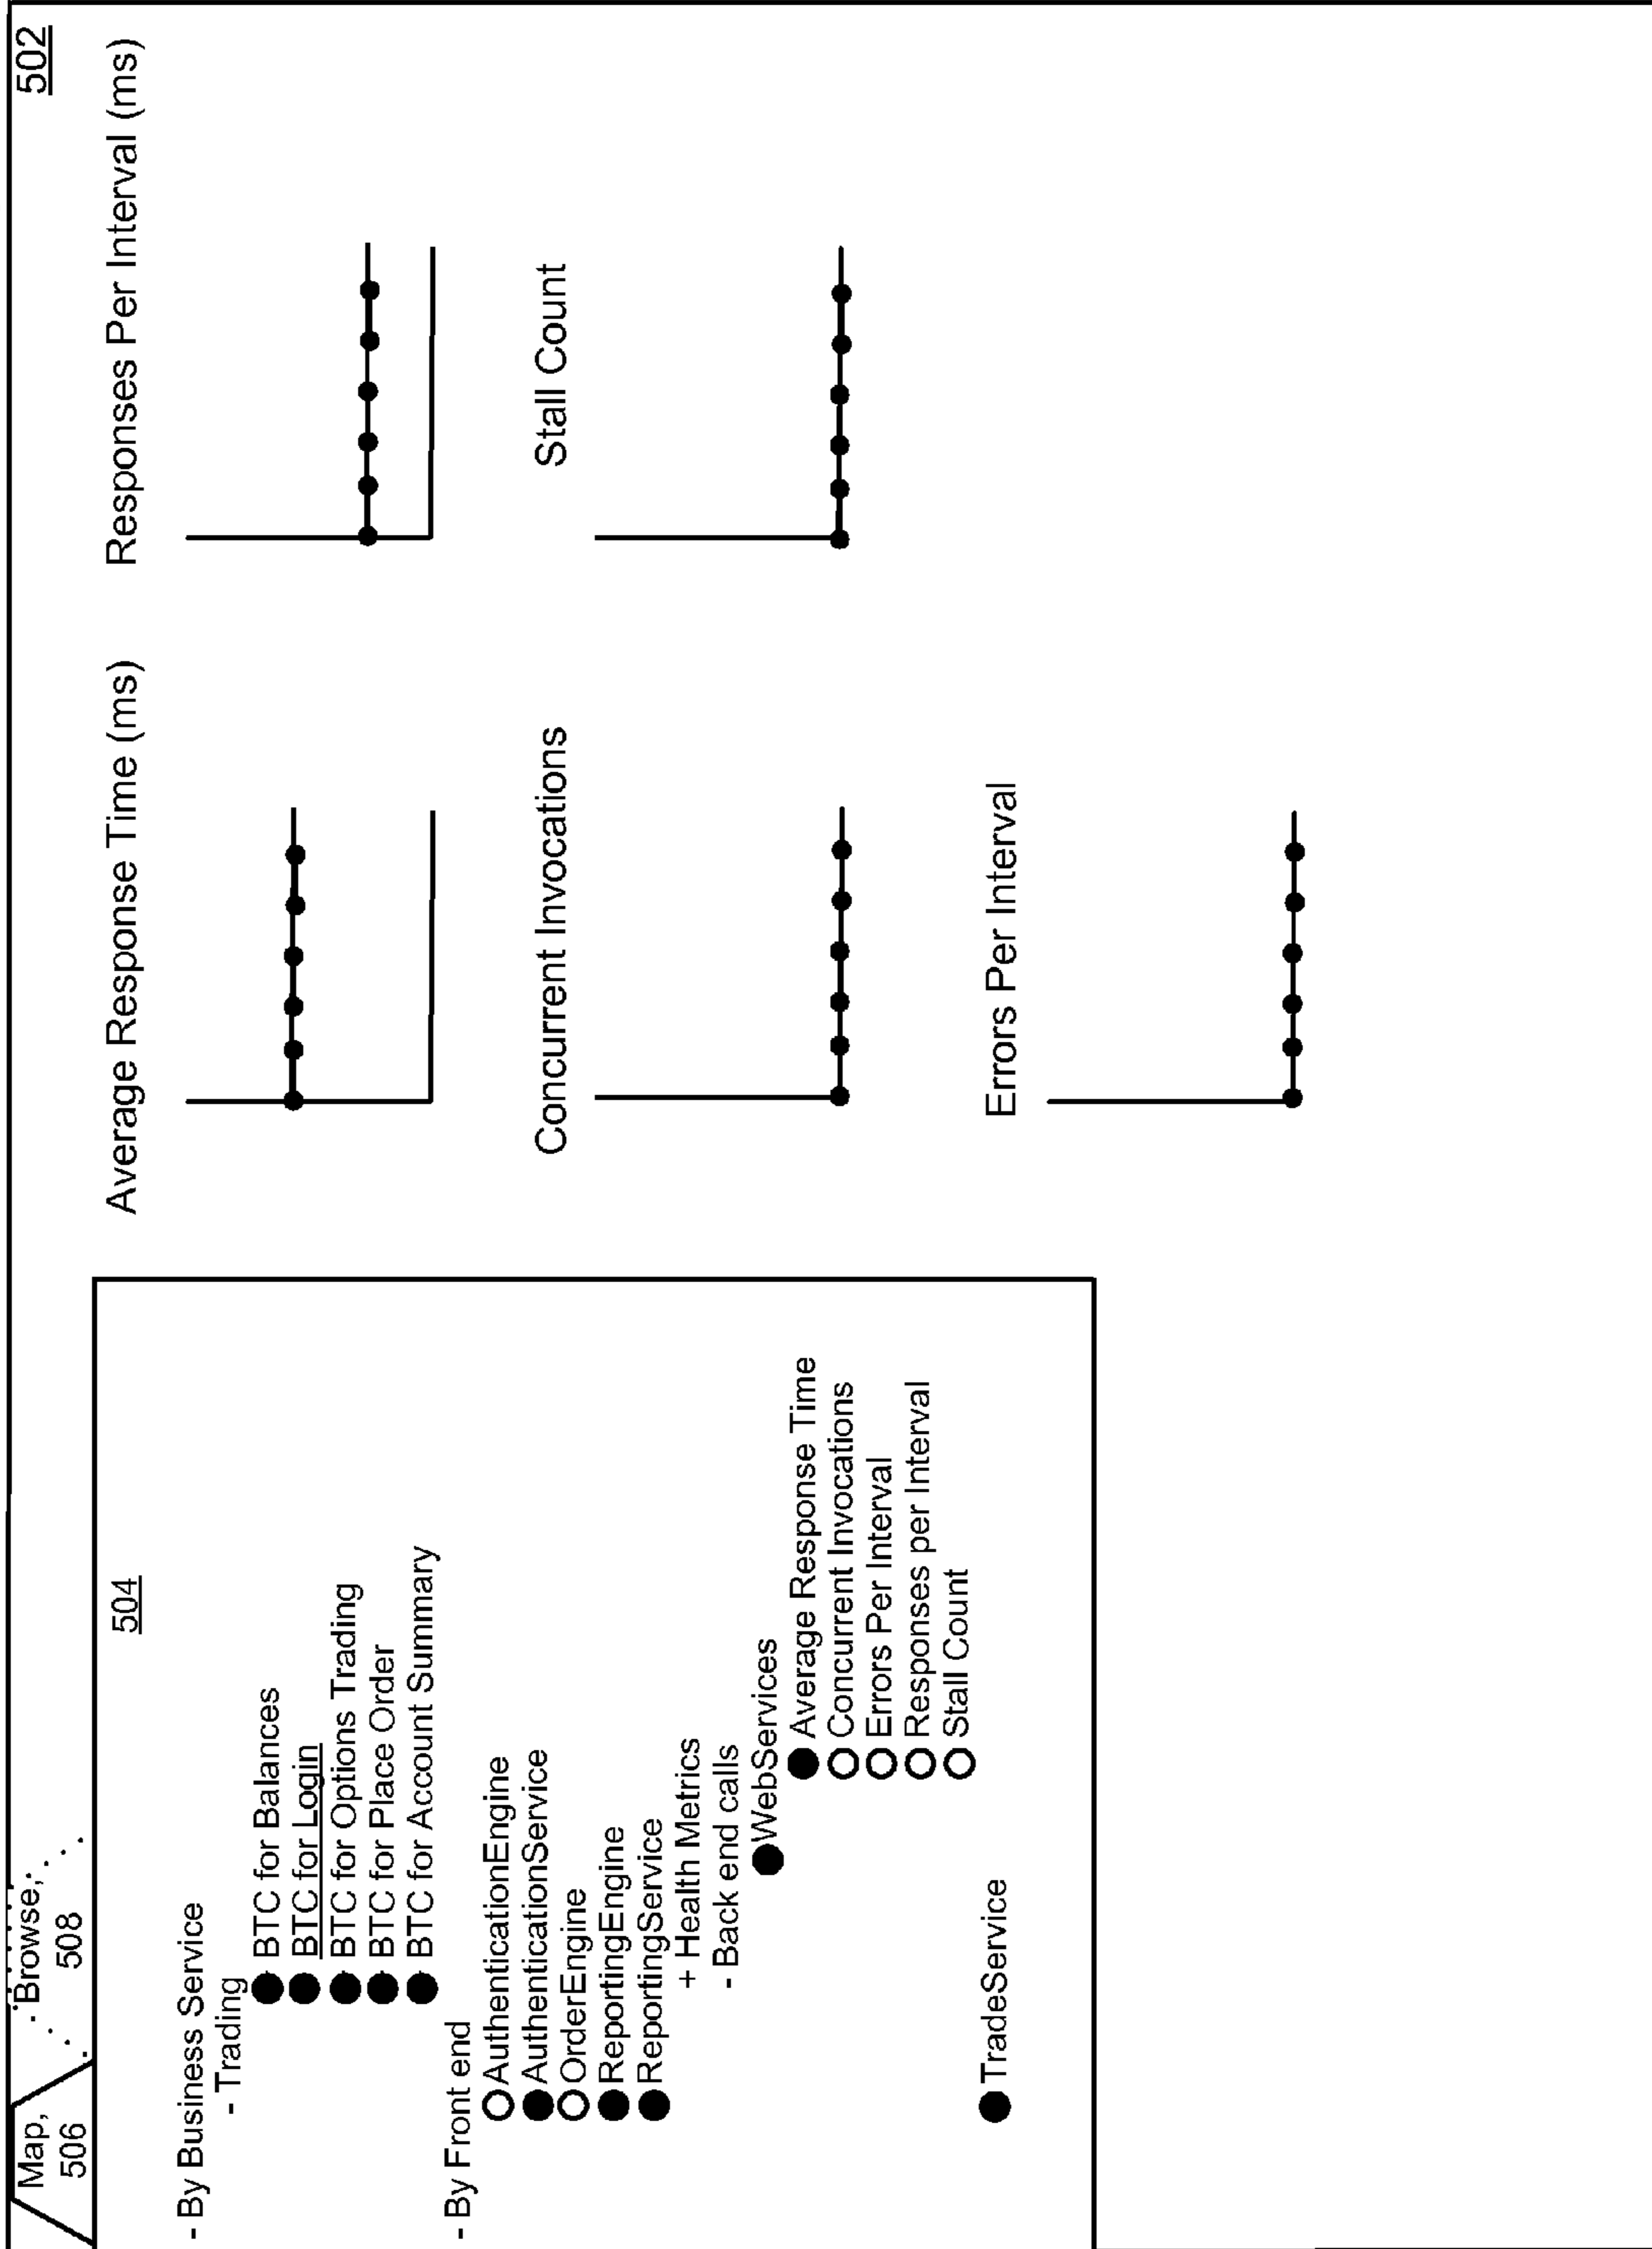 502
Map,
506
Browse,
508
504
- By Business Service
- Trading
BTC for Balances
BTC for Login
BTC for Options Trading
BTC for Place Order
BTC for Account Summary
- By Front end
AuthenticationEngine
AuthenticationService
OrderEngine
ReportingEngine
ReportingService
+ Health Metrics
- Back end calls
WebServices
Average Response Time
Concurrent Invocations
Errors Per Interval
Responses per Interval
Stall Count
TradeService
Average Response Time (ms)
Responses Per Interval (ms)
Concurrent Invocations
Stall Count
Errors Per Interval